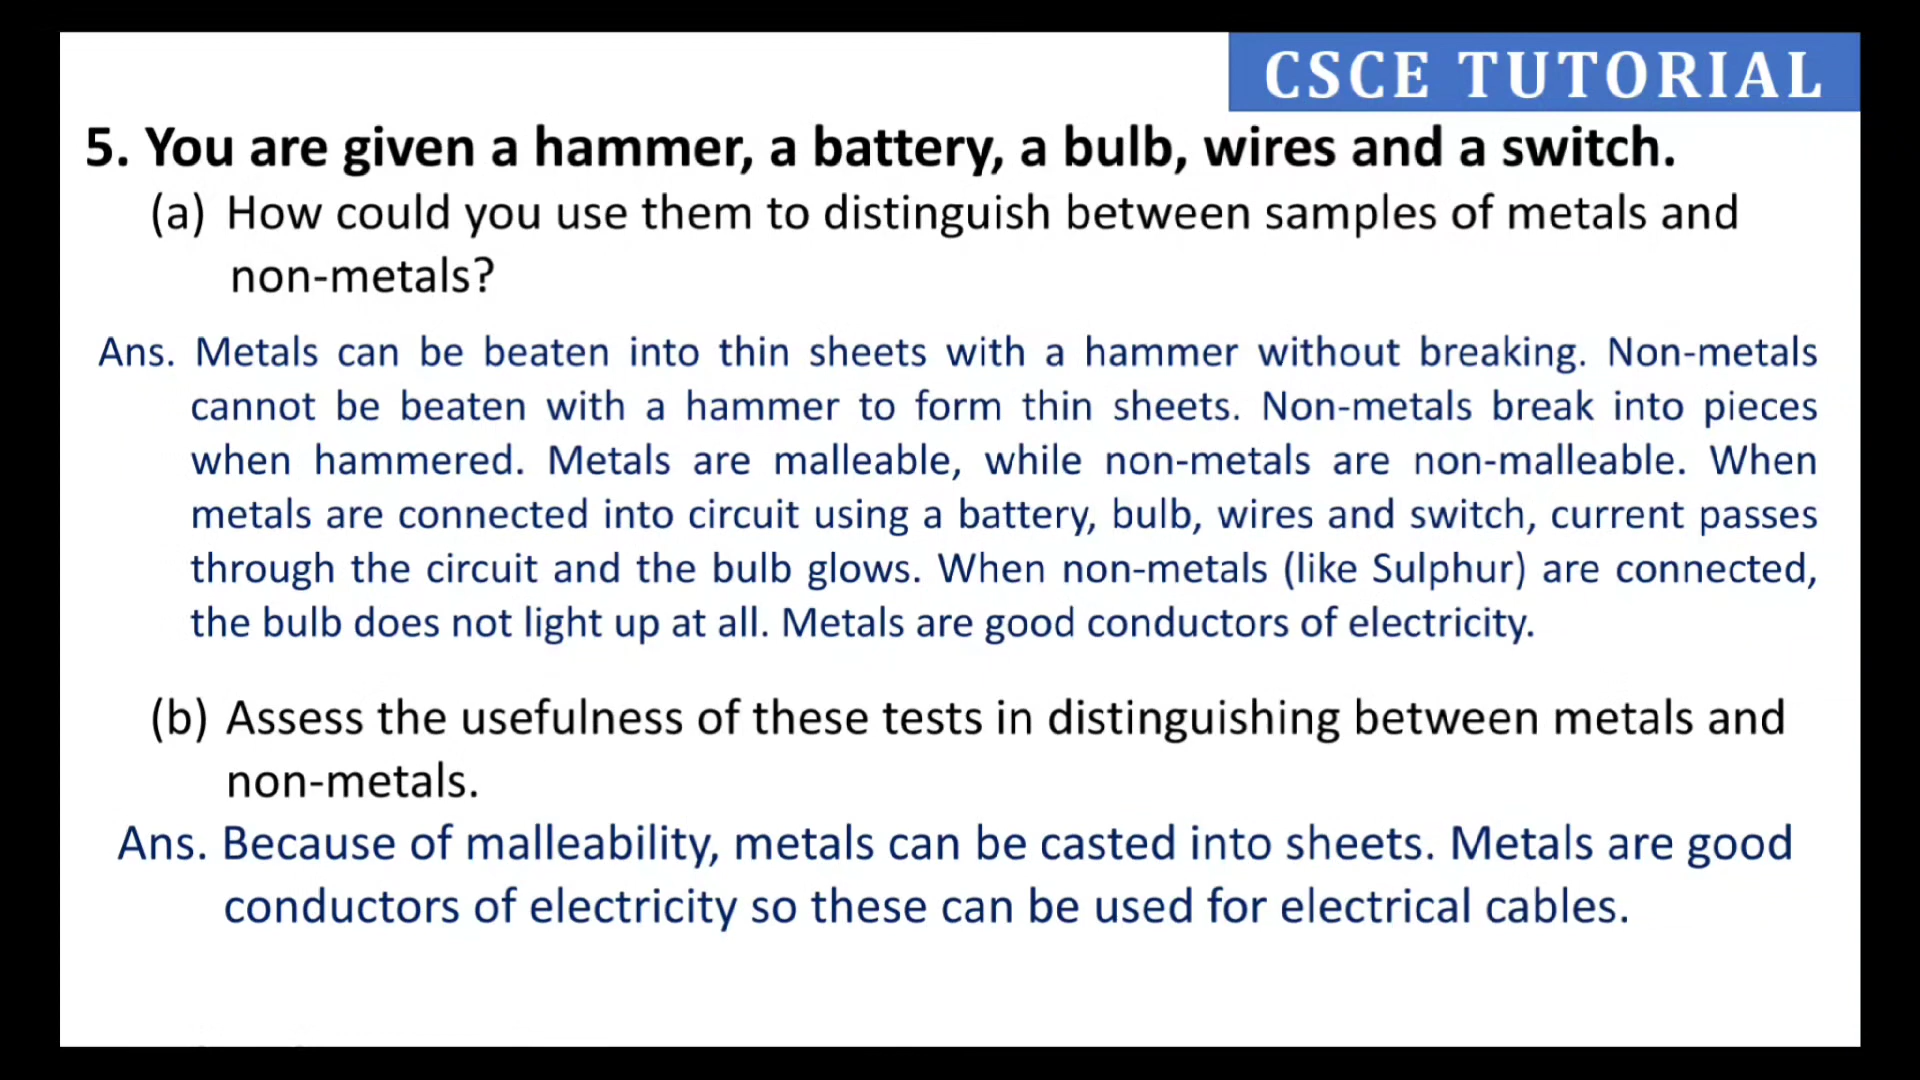 CSCE TUTORIAL
5. You are given a hammer, a battery, a bulb, wires and a switch.
(a) How could you use them to distinguish between samples of metals and
non-metals?
Ans. Metals can be beaten into thin sheets with a hammer without breaking. Non-metals
cannot be beaten with a hammer to form thin sheets. Non-metals break into pieces
when hammered. Metals are malleable, while non-metals are non-malleable. When
metals are connected into circuit using a battery, bulb, wires and switch, current passes
through the circuit and the bulb glows. When non-metals (like Sulphur) are connected,
the bulb does not light up at all. Metals are good conductors of electricity.
(b) Assess the usefulness of these tests in distinguishing between metals and
non-metals.
Ans. Because of malleability, metals can be casted into sheets. Metals are good
conductors of electricity so these can be used for electrical cables.